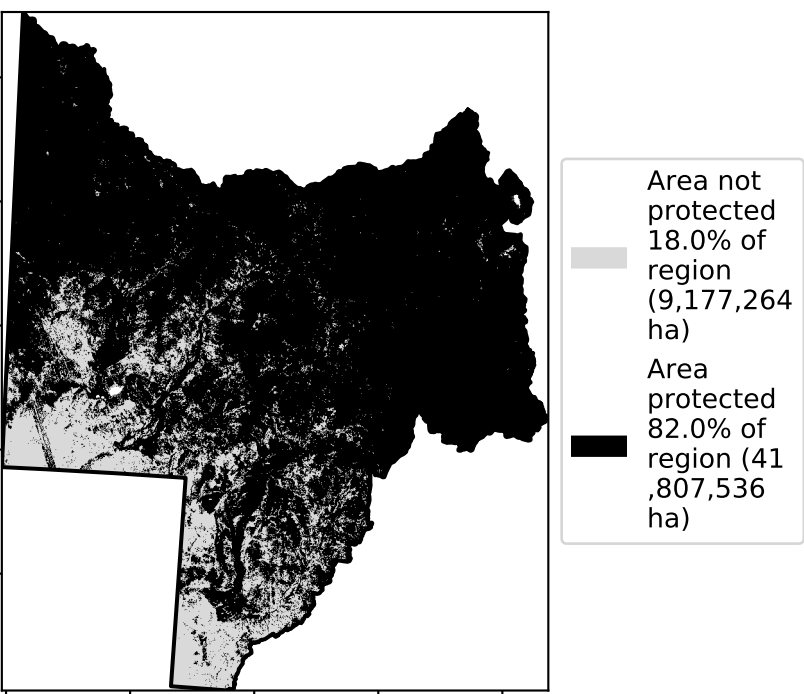 Area not
protected
18.0% of
region
(9,177,264
ha)
Area
protected
82.0% of
region (41
,807,536
ha)